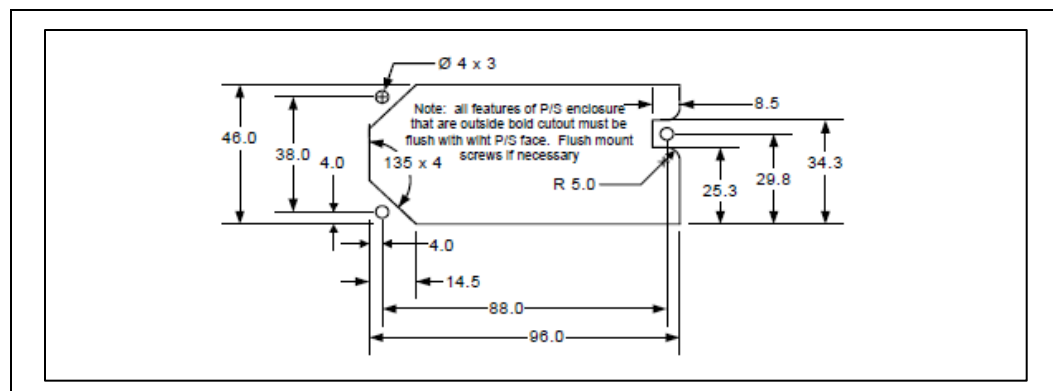 Ø 4 x 3
8.5
Note: all features of P/S enclosure
that are outside bold cutout must be
flush with wiht P/S face. Flush mount
screws if necessary
46.0
38.0
4.0
135 x 4
R 5.0
25.3
29.8
34.3
4.0
14.5
88.0
96.0